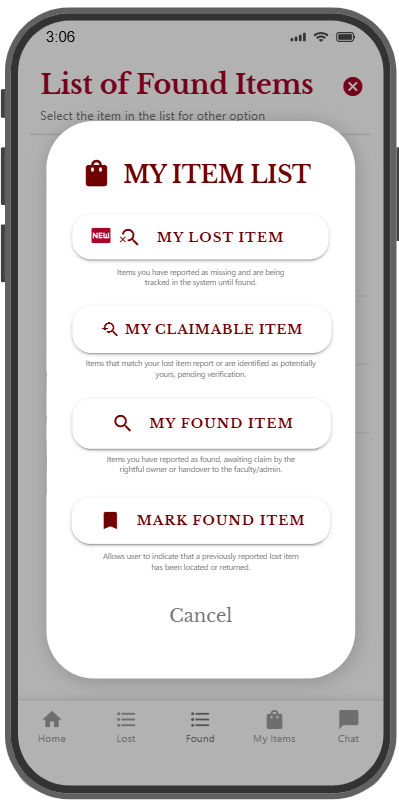 3:06
List of Found Items
Select the item in the list for other option
MY ITEM LIST
NEW
MY LOST ITEM
Items you have reported as missing and are being
tracked in the system until found.
MY CLAIMABLE ITEM
Items that match your lost item report or are identified as potentially
yours, pending verification.
MY FOUND ITEM
Items you have reported as found, awaiting claim by the
rightful owner or handover to the faculty/admin.
MARK FOUND ITEM
Allows user to indicate that a previously reported lost item
has been located or returned.
Cancel
Home Lost Found My Items Chat